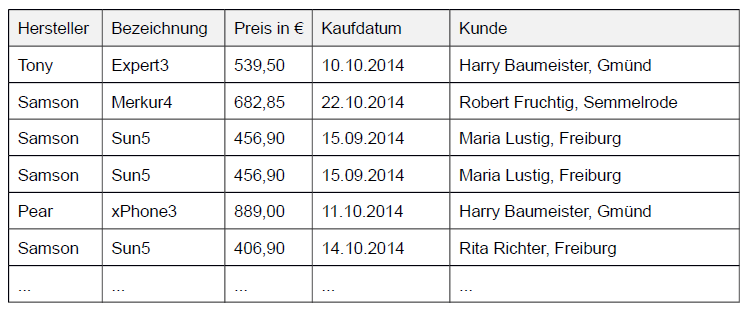 Hersteller Bezeichnung Preis in € Kaufdatum Kunde
Tony Expert3 539,50 10.10.2014 Harry Baumeister, Gmünd
Samson Merkur4 682,85 22.10.2014 Robert Fruchtig, Semmelrode
Samson Sun5 456,90 15.09.2014 Maria Lustig, Freiburg
Samson Sun5 456,90 15.09.2014 Maria Lustig, Freiburg
Pear xPhone3 889,00 11.10.2014 Harry Baumeister, Gmünd
Samson Sun5 406,90 14.10.2014 Rita Richter, Freiburg
... ... ... ... ...